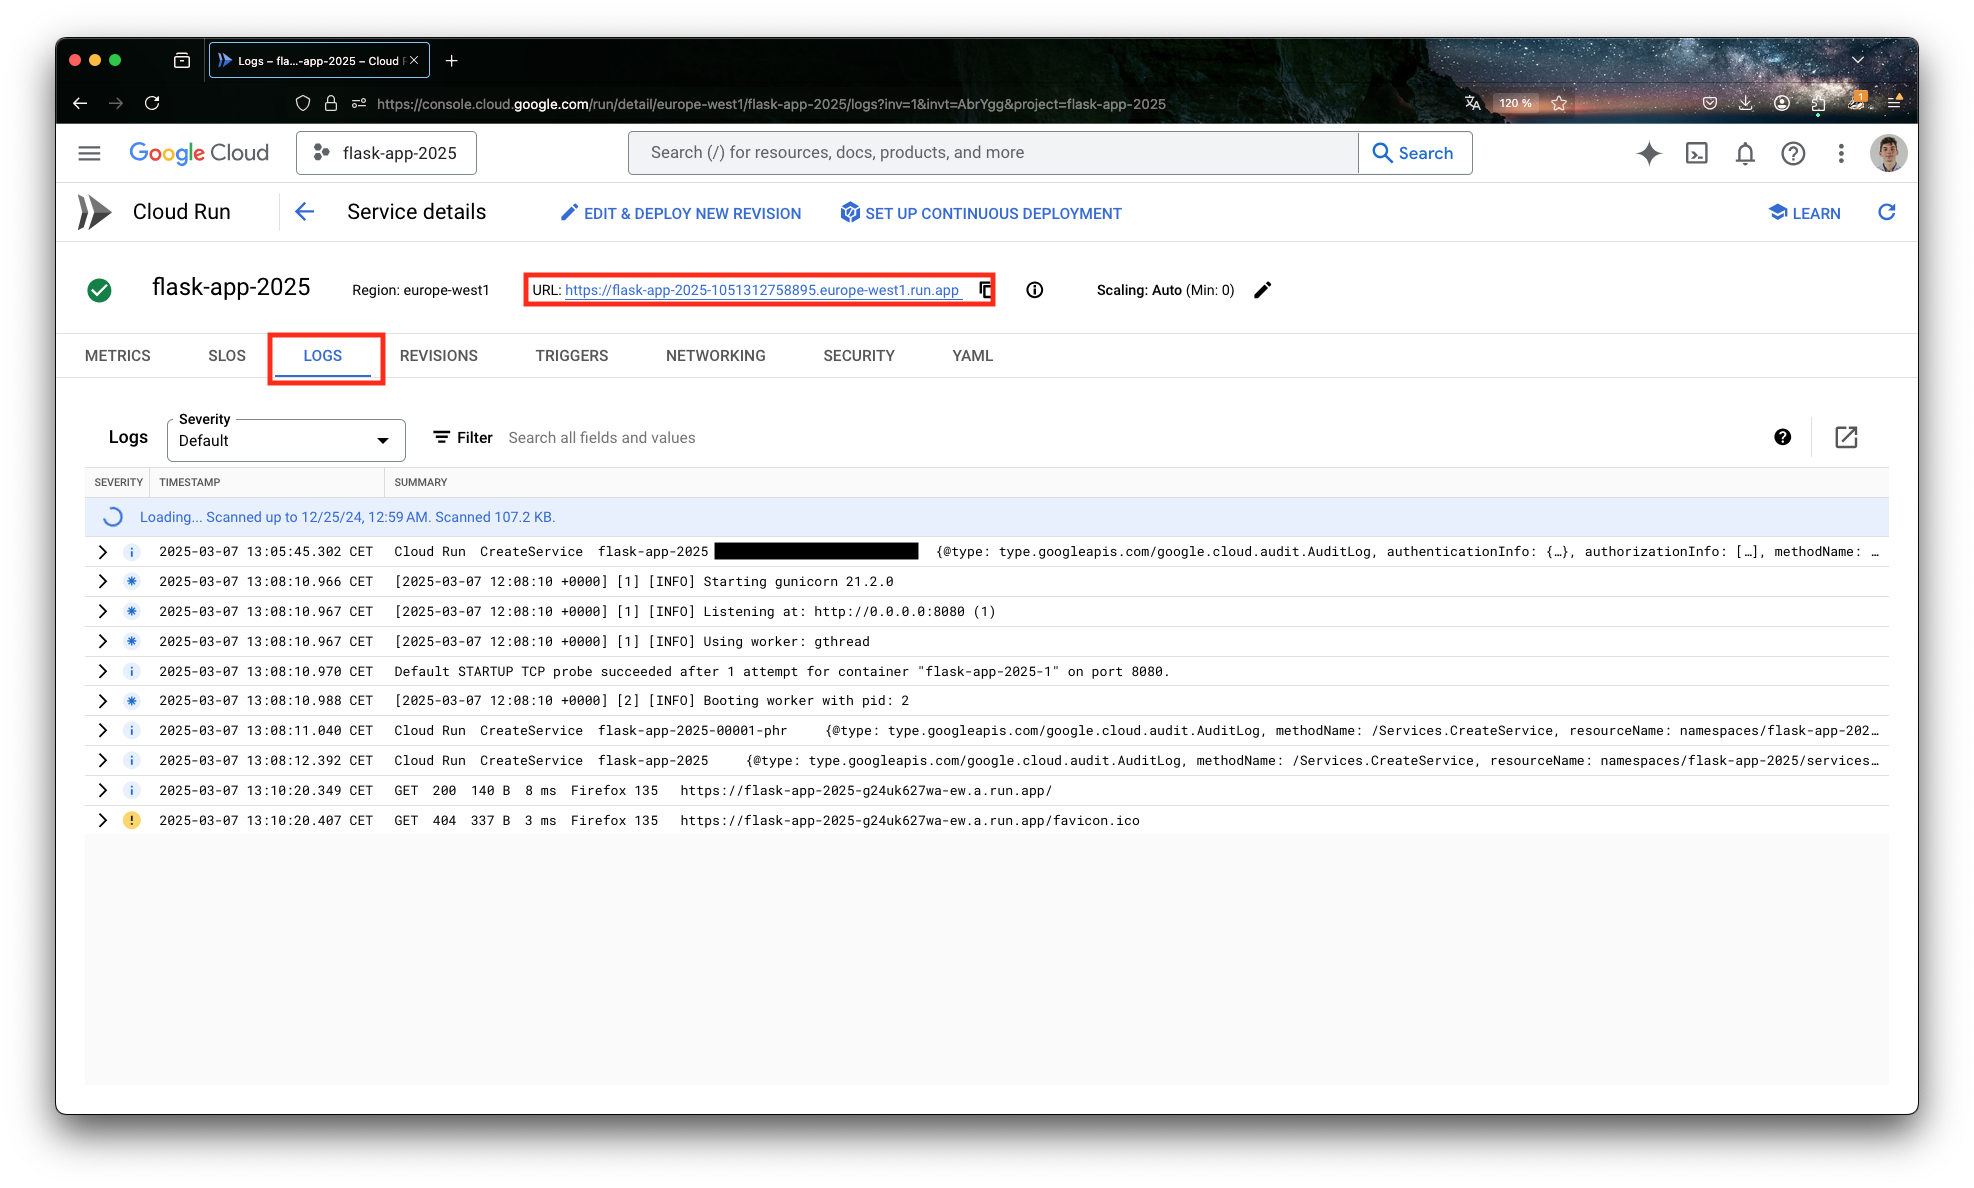 Logs – fla...-app-2025 – Cloud
https://console.cloud.google.com/run/detail/europe-west1/flask-app-2025/logs?inv=1&invt=AbrYgg&project=flask-app-2025
120 %
1
Google Cloud
flask-app-2025
Search (/) for resources, docs, products, and more
Search
Cloud Run
Service details
EDIT & DEPLOY NEW REVISION
SET UP CONTINUOUS DEPLOYMENT
LEARN
flask-app-2025
Region: europe-west1
URL: https://flask-app-2025-1051312758895.europe-west1.run.app
Scaling: Auto (Min: 0)
METRICS
SLOS
LOGS
REVISIONS
TRIGGERS
NETWORKING
SECURITY
YAML
Logs
Severity
Default
Filter
Search all fields and values
SEVERITY TIMESTAMP SUMMARY
Loading... Scanned up to 12/25/24, 12:59 AM. Scanned 107.2 KB.
2025-03-07 13:05:45.302 CET Cloud Run CreateService flask-app-2025 {@type: type.googleapis.com/google.cloud.audit.AuditLog, authenticationInfo: {…}, authorizationInfo: […], methodName: …
2025-03-07 13:08:10.966 CET [2025-03-07 12:08:10 +0000] [1] [INFO] Starting gunicorn 21.2.0
2025-03-07 13:08:10.967 CET [2025-03-07 12:08:10 +0000] [1] [INFO] Listening at: http://0.0.0.0:8080 (1)
2025-03-07 13:08:10.967 CET [2025-03-07 12:08:10 +0000] [1] [INFO] Using worker: gthread
2025-03-07 13:08:10.970 CET Default STARTUP TCP probe succeeded after 1 attempt for container "flask-app-2025-1" on port 8080.
2025-03-07 13:08:10.988 CET [2025-03-07 12:08:10 +0000] [2] [INFO] Booting worker with pid: 2
2025-03-07 13:08:11.040 CET Cloud Run CreateService flask-app-2025-00001-phr {@type: type.googleapis.com/google.cloud.audit.AuditLog, methodName: /Services.CreateService, resourceName: namespaces/flask-app-202…
2025-03-07 13:08:12.392 CET Cloud Run CreateService flask-app-2025 {@type: type.googleapis.com/google.cloud.audit.AuditLog, methodName: /Services.CreateService, resourceName: namespaces/flask-app-2025/services…
2025-03-07 13:10:20.349 CET GET 200 140 B 8 ms Firefox 135 https://flask-app-2025-g24uk627wa-ew.a.run.app/
2025-03-07 13:10:20.407 CET GET 404 337 B 3 ms Firefox 135 https://flask-app-2025-g24uk627wa-ew.a.run.app/favicon.ico